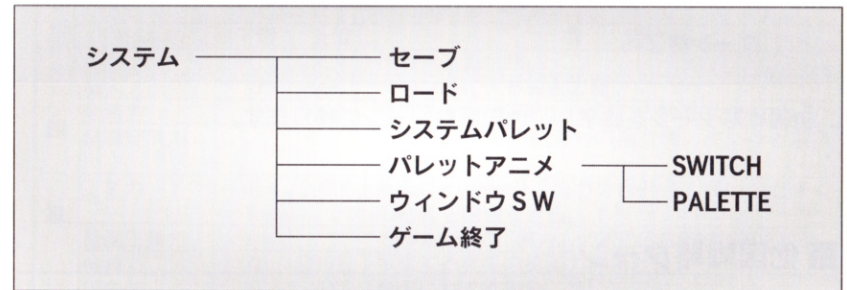 システム セーブ
ロード
システムパレット
パレットアニメ SWITCH
ウィンドウSW PALETTE
ゲーム終了